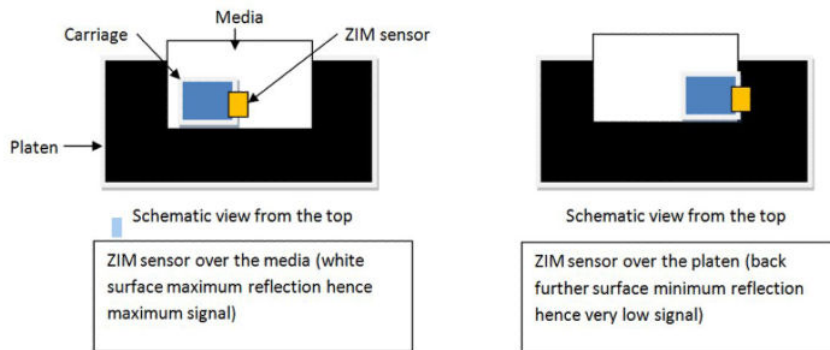 Media
Carriage
ZIM sensor
Platen
Schematic view from the top
ZIM sensor over the media (white
surface maximum reflection hence
maximum signal)
Schematic view from the top
ZIM sensor over the platen (back
further surface minimum reflection
hence very low signal)